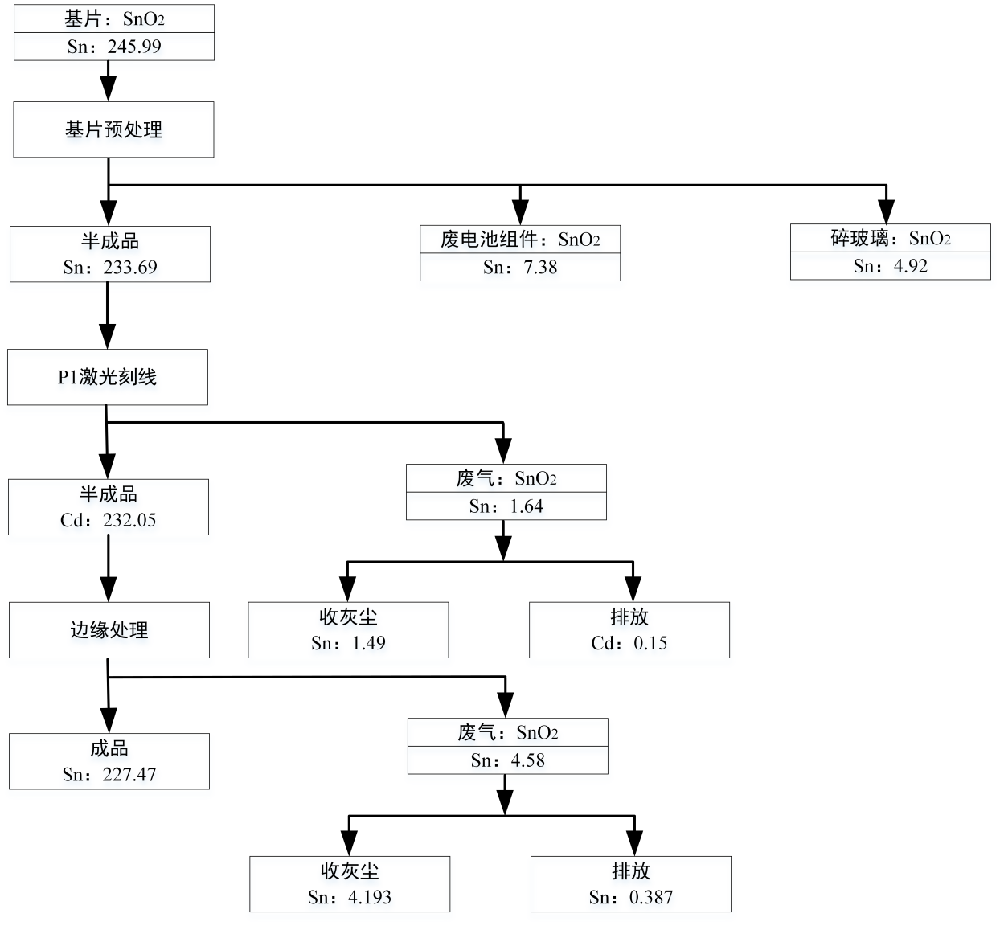 基片：SnO2
Sn：245.99
基片预处理
半成品
Sn：233.69
废电池组件：SnO2
Sn：7.38
碎玻璃：SnO2
Sn：4.92
P1激光刻线
半成品
Cd：232.05
废气：SnO2
Sn：1.64
边缘处理
收灰尘
Sn：1.49
排放
Cd：0.15
成品
Sn：227.47
废气：SnO2
Sn：4.58
收灰尘
Sn：4.193
排放
Sn：0.387